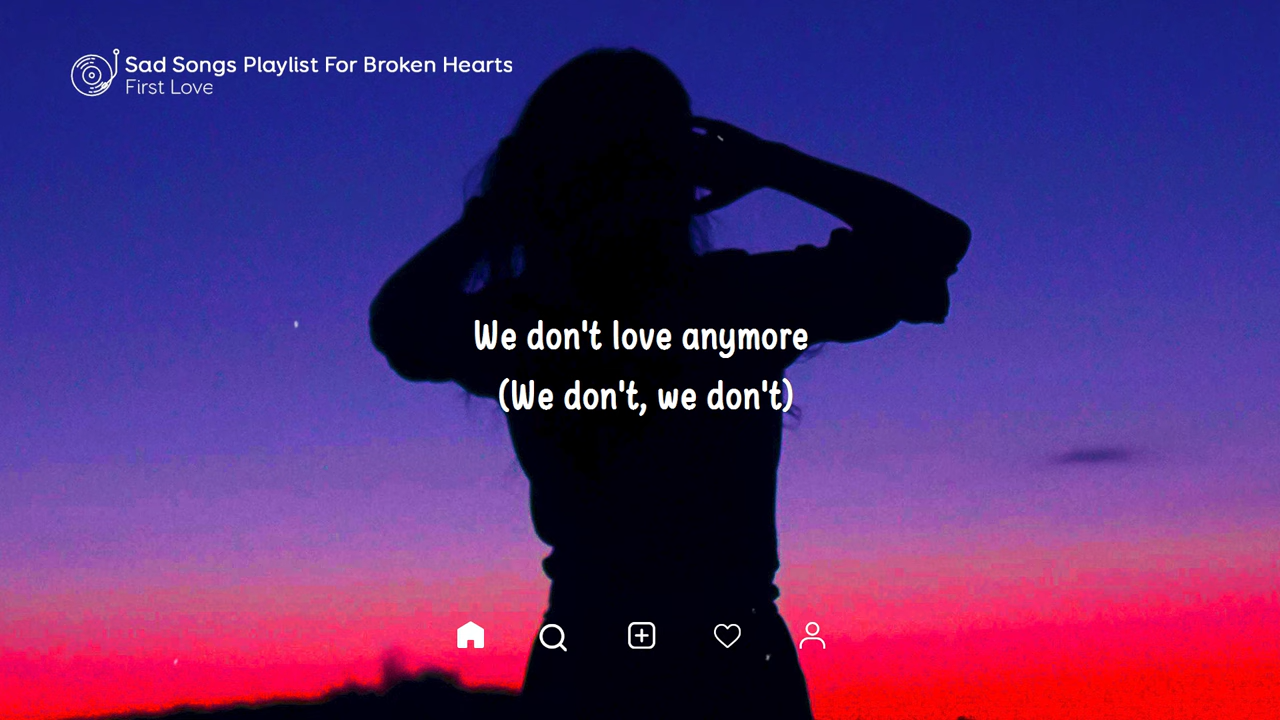 Sad Songs Playlist For Broken Hearts
First Love
We don't love anymore
(We don't, we don't)